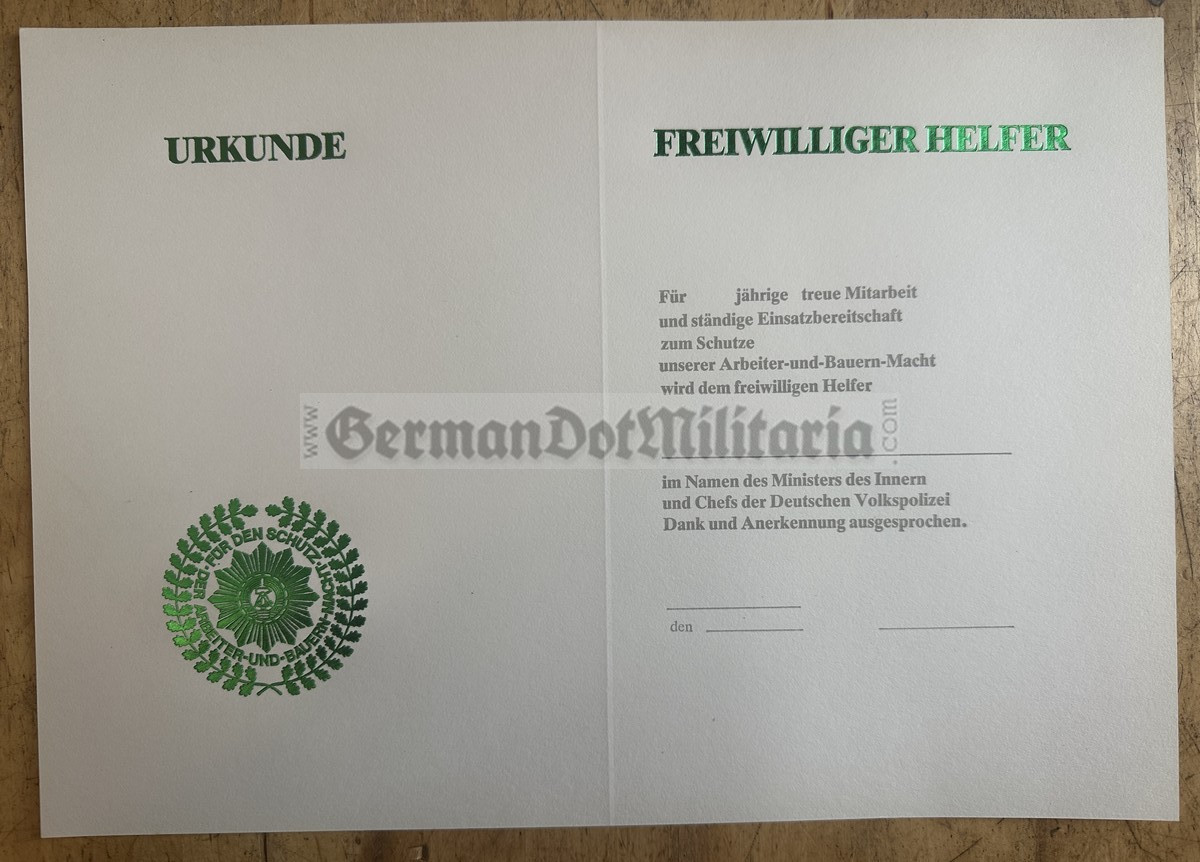 URKUNDE
FÜR DEN SCHUTZ
DER ARBEITER-UND-BAUERN-MACHT
FREIWILLIGER HELFER
Für jährige treue Mitarbeit
und ständige Einsatzbereitschaft
zum Schutze
unserer Arbeiter-und-Bauern-Macht
wird dem freiwilligen Helfer
www.GermanDotMilitaria.com
im Namen des Ministers des Innern
und Chefs der Deutschen Volkspolizei
Dank und Anerkennung ausgesprochen.
den